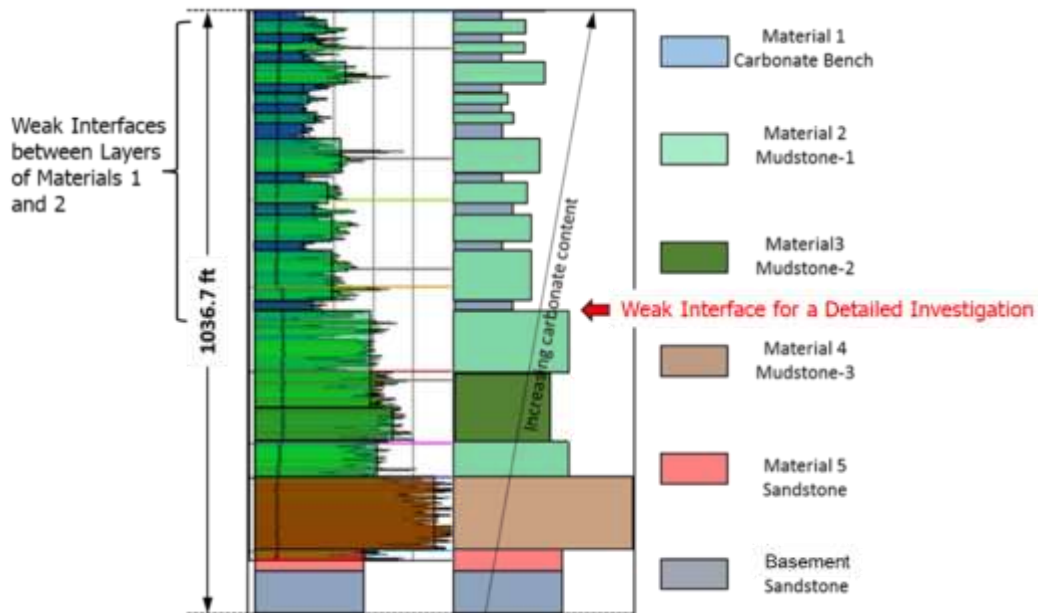 Weak Interfaces
between Layers
of Materials 1
and 2
1036.7 ft
Increasing carbonate content
Material 1
Carbonate Bench
Material 2
Mudstone-1
Material3
Mudstone-2
Weak Interface for a Detailed Investigation
Material 4
Mudstone-3
Material 5
Sandstone
Basement
Sandstone